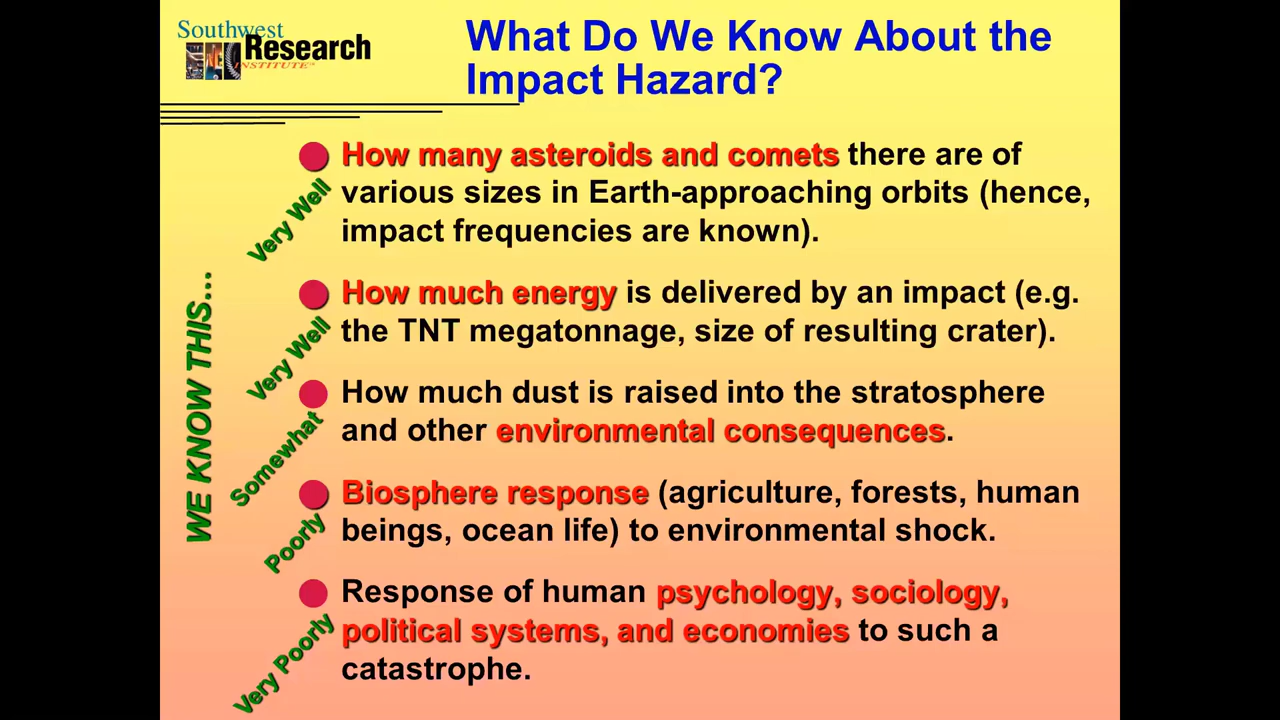 Southwest
Research
INSTITUTE
What Do We Know About the
Impact Hazard?
WE KNOW THIS...
Very Well
How many asteroids and comets there are of
various sizes in Earth-approaching orbits (hence,
impact frequencies are known).
Very Well
How much energy is delivered by an impact (e.g.
the TNT megatonnage, size of resulting crater).
Somewhat
How much dust is raised into the stratosphere
and other environmental consequences.
Poorly
Biosphere response (agriculture, forests, human
beings, ocean life) to environmental shock.
Very Poorly
Response of human psychology, sociology,
political systems, and economies to such a
catastrophe.